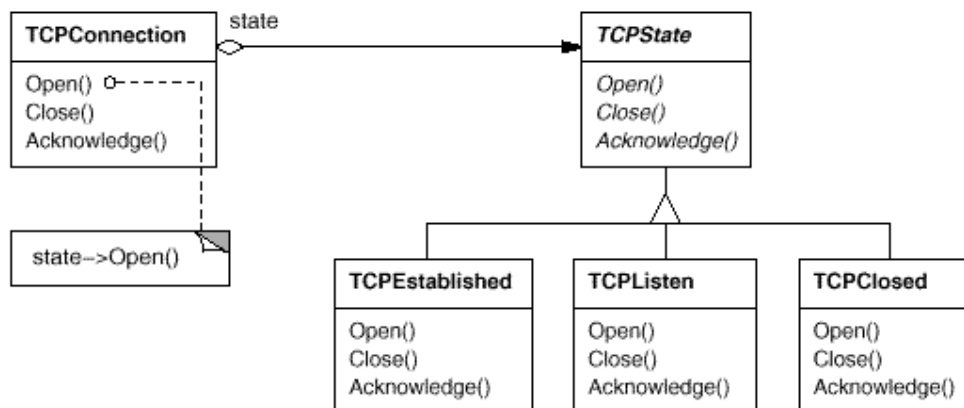 state
TCPConnection
Open()
Close()
Acknowledge()
TCPState
Open()
Close()
Acknowledge()
state->Open()
TCPEstablished
Open()
Close()
Acknowledge()
TCPListen
Open()
Close()
Acknowledge()
TCPClosed
Open()
Close()
Acknowledge()